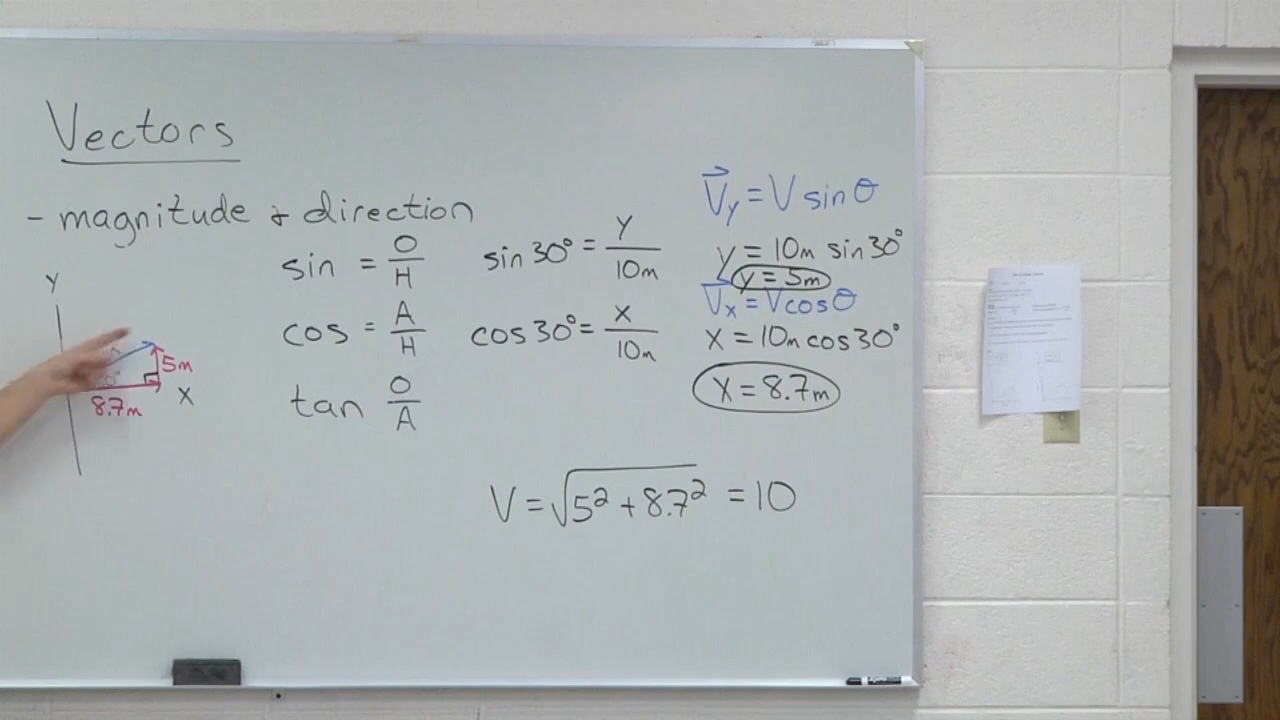 Vectors
- magnitude & direction
sin = O/H
cos = A/H
tan O/A
sin 30° = y/10m
cos 30° = x/10m
V⃗y = V sin θ
y = 10m sin 30°
y = 5m
V⃗x = V cos θ
x = 10m cos 30°
x = 8.7m
Y
5m
X
8.7m
V = √5² + 8.7² = 10